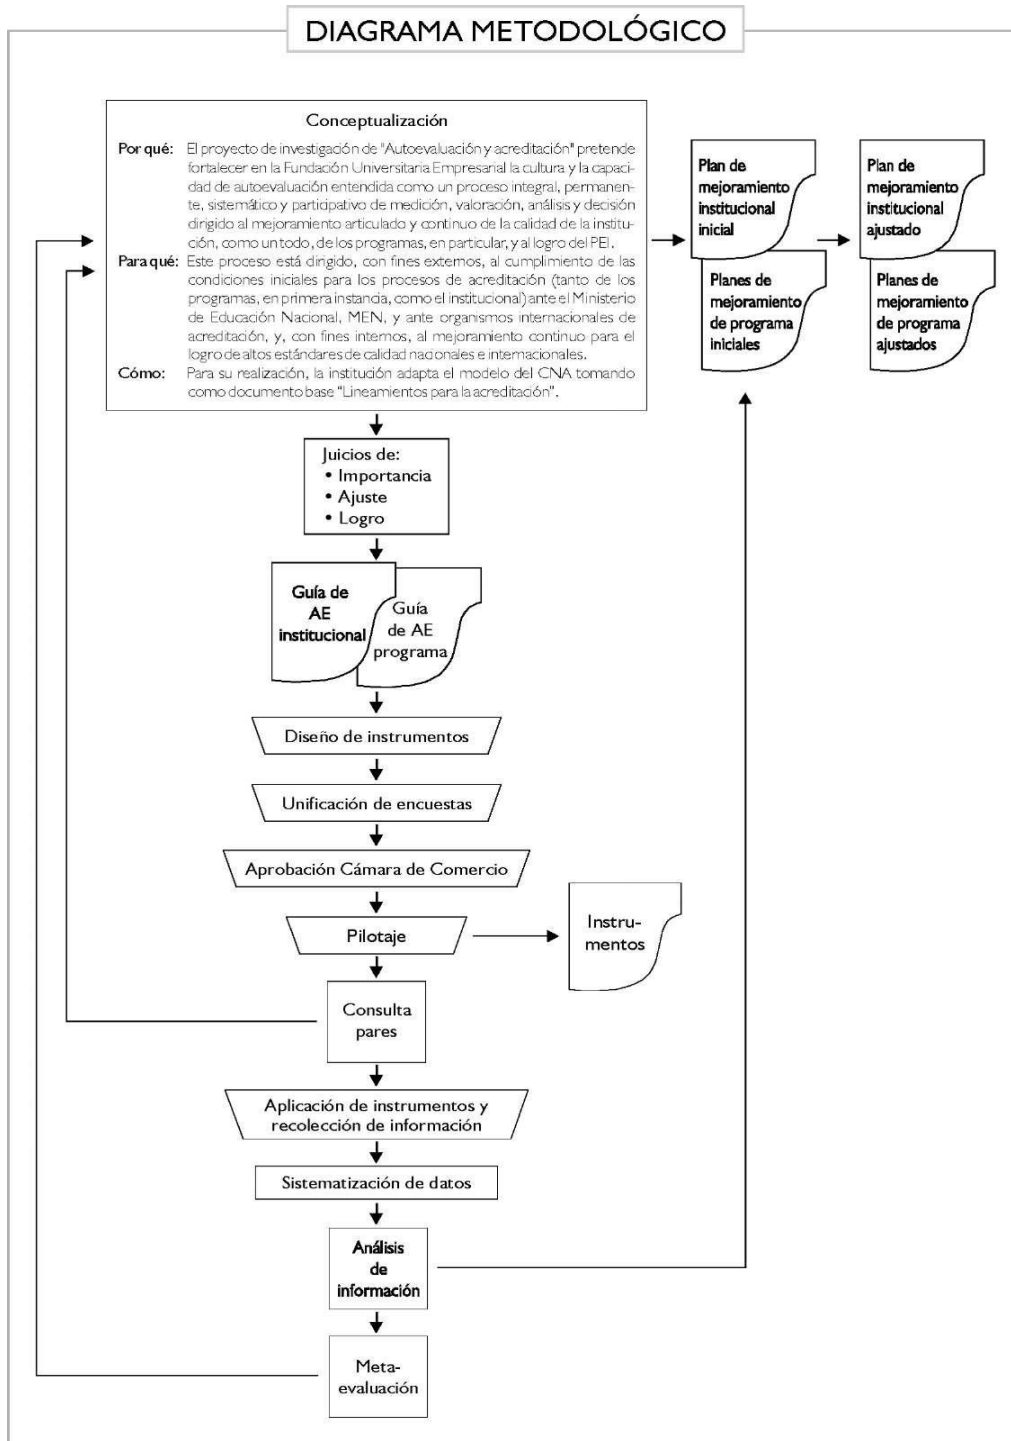 DIAGRAMA METODOLÓGICO
Conceptualización
Por qué: El proyecto de investigación de "Autoevaluación y acreditación" pretende
fortalecer en la Fundación Universitaria Empresarial la cultura y la capaci-
dad de autoevaluación entendida como un proceso integral, permanen-
te, sistemático y participativo de medición, valoración, análisis y decisión
dirigido al mejoramiento articulado y continuo de la calidad de la institu-
ción, como un todo, de los programas, en particular, y al logro del PEI.
Para qué: Este proceso está dirigido, con fines externos, al cumplimiento de las
condiciones iniciales para los procesos de acreditación (tanto de los
programas, en primera instancia, como el institucional) ante el Ministerio
de Educación Nacional, MEN, y ante organismos internacionales de
acreditación, y, con fines internos, al mejoramiento continuo para el
logro de altos estándares de calidad nacionales e internacionales.
Cómo: Para su realización, la institución adapta el modelo del CNA tomando
como documento base “Lineamientos para la acreditación”.
Plan de
mejoramiento
institucional
inicial
Planes de
mejoramiento
de programa
iniciales
Plan de
mejoramiento
institucional
ajustado
Planes de
mejoramiento
de programa
ajustados
Juicios de:
• Importancia
• Ajuste
• Logro
Guía de
AE
institucional
Guía
de AE
programa
Diseño de instrumentos
Unificación de encuestas
Aprobación Cámara de Comercio
Pilotaje
Instru-
mentos
Consulta
pares
Aplicación de instrumentos y
recolección de información
Sistematización de datos
Análisis
de
información
Meta-
evaluación